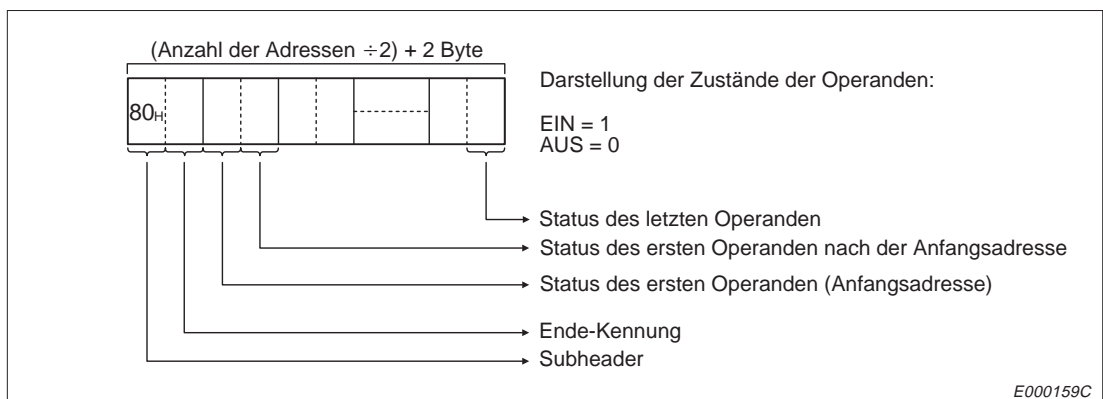 (Anzahl der Adressen ÷2) + 2 Byte
80H
Darstellung der Zustände der Operanden:
EIN = 1
AUS = 0
Status des letzten Operanden
Status des ersten Operanden nach der Anfangsadresse
Status des ersten Operanden (Anfangsadresse)
Ende-Kennung
Subheader
E000159C